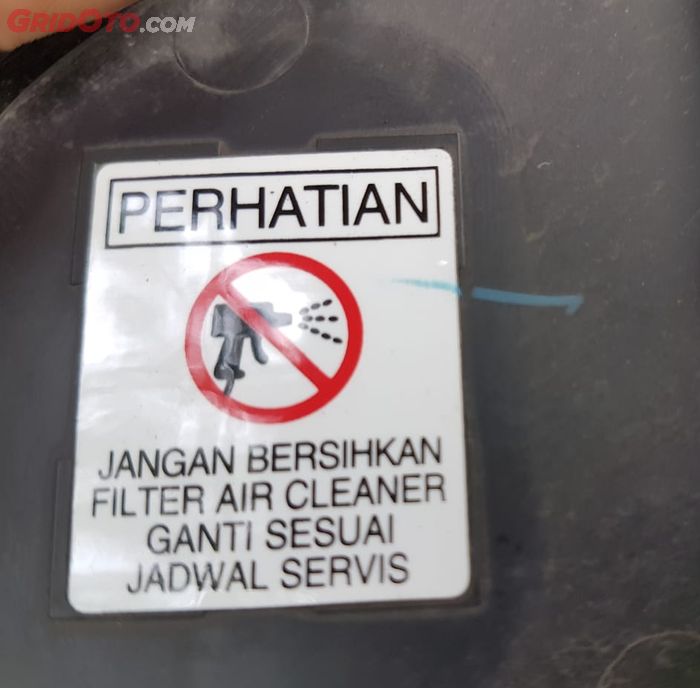 GridOto.com
PERHATIAN
JANGAN BERSIHKAN
FILTER AIR CLEANER
GANTI SESUAI
JADWAL SERVIS